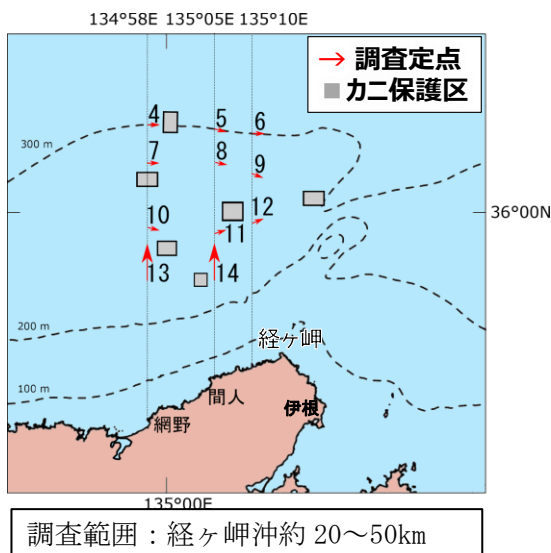 134°58E 135°05E 135°10E
→ 調査定点
カニ保護区
4 5 6
300 m
7 8 9
10 11 12
36°00N
13 14
200 m
経ヶ岬
100 m
間人 伊根
網野
135°00E
調査範囲：経ヶ岬沖約 20～50km